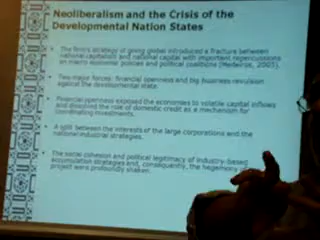 Neoliberalism and the Crisis of the
Developmental Nation States
• The firm's strategy of going global introduced a fracture between
national capitalists and national capital with important repercussions
on macro economic policies and political coalitions (Medeiros, 2005).
• Two major forces: financial openness and big business revulsion
against the developmental state.
• Financial openness exposed the economies to volatile capital inflows
and dissolved the role of domestic credit as a mechanism for
coordinating investments.
• A split between the interests of the large corporations and the
national industrial strategies.
• The social cohesion and political legitimacy of industry-based
accumulation strategies and, consequently, the hegemony
project were profoundly shaken.